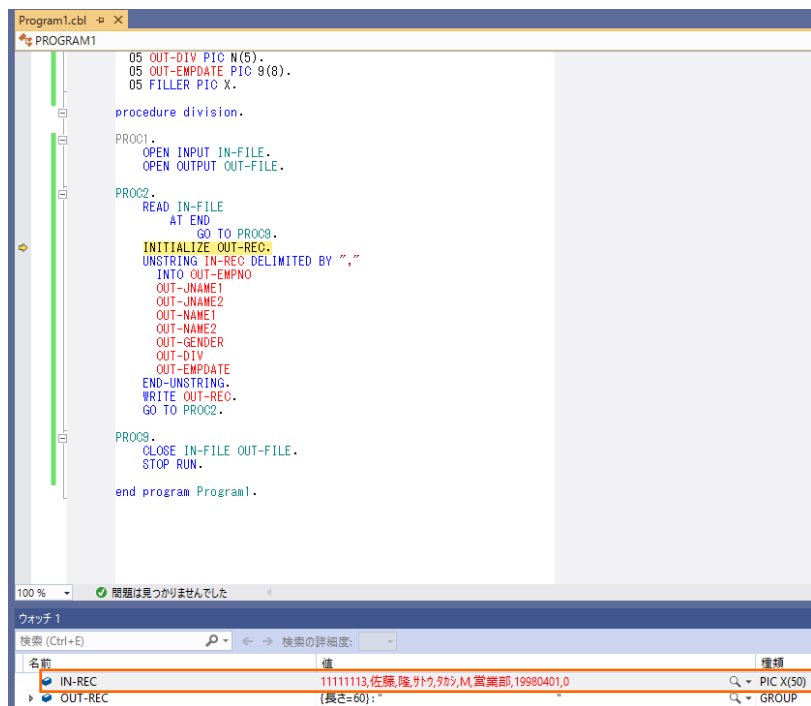 Program1.cbl
PROGRAM1
05 OUT-DIV PIC N(5).
05 OUT-EMPDATE PIC 9(8).
05 FILLER PIC X.
procedure division.
PROC1.
OPEN INPUT IN-FILE.
OPEN OUTPUT OUT-FILE.
PROC2.
READ IN-FILE
AT END
GO TO PROC9.
INITIALIZE OUT-REC.
UNSTRING IN-REC DELIMITED BY ","
INTO OUT-EMPNO
OUT-JNAME1
OUT-JNAME2
OUT-NAME1
OUT-NAME2
OUT-GENDER
OUT-DIV
OUT-EMPDATE
END-UNSTRING.
WRITE OUT-REC.
GO TO PROC2.
PROC9.
CLOSE IN-FILE OUT-FILE.
STOP RUN.
end program Program1.
100 % 問題は見つかりませんでした
ウォッチ 1
検索 (Ctrl+E) 検索の詳細度:
名前 値 種類
IN-REC 11111113,佐藤,隆,ｻﾄｳ,ﾀｶｼ,M,営業部,19980401,0 PIC X(50)
OUT-REC {長さ=60} : " " GROUP